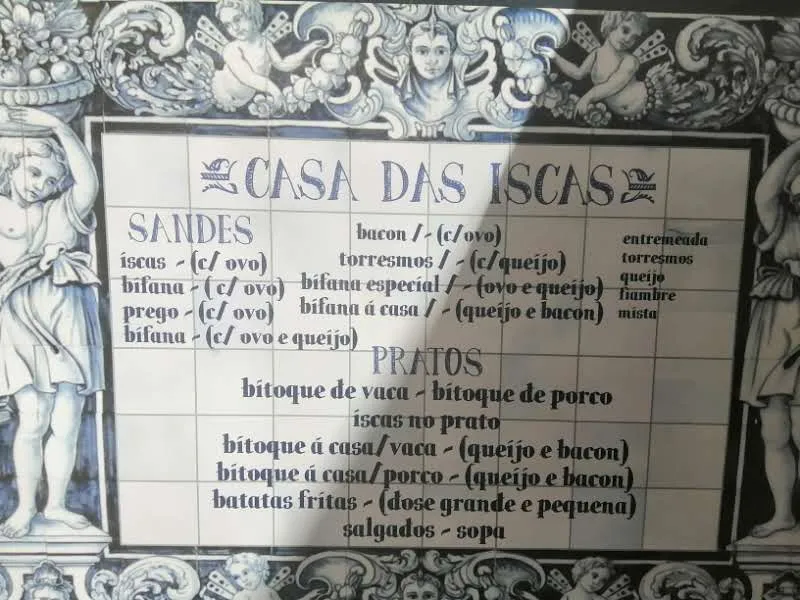 CASA DAS ISCAS
SANDES
iscas - (c/ ovo)
bifana - ( c/ ovo)
prego - (c/ ovo)
bifana - (c/ ovo e queijo)
bacon / - (c/ ovo)
torresmos / - (c/queijo)
bifana especial / - (ovo e queijo)
bifana á casa / - (queijo e bacon)
entremeada
torresmos
queijo
fiambre
mista
PRATOS
bitoque de vaca - bitoque de porco
iscas no prato
bitoque á casa/vaca - (queijo e bacon)
bitoque á casa/porco - (queijo e bacon)
batatas fritas - (dose grande e pequena)
salgados - sopa